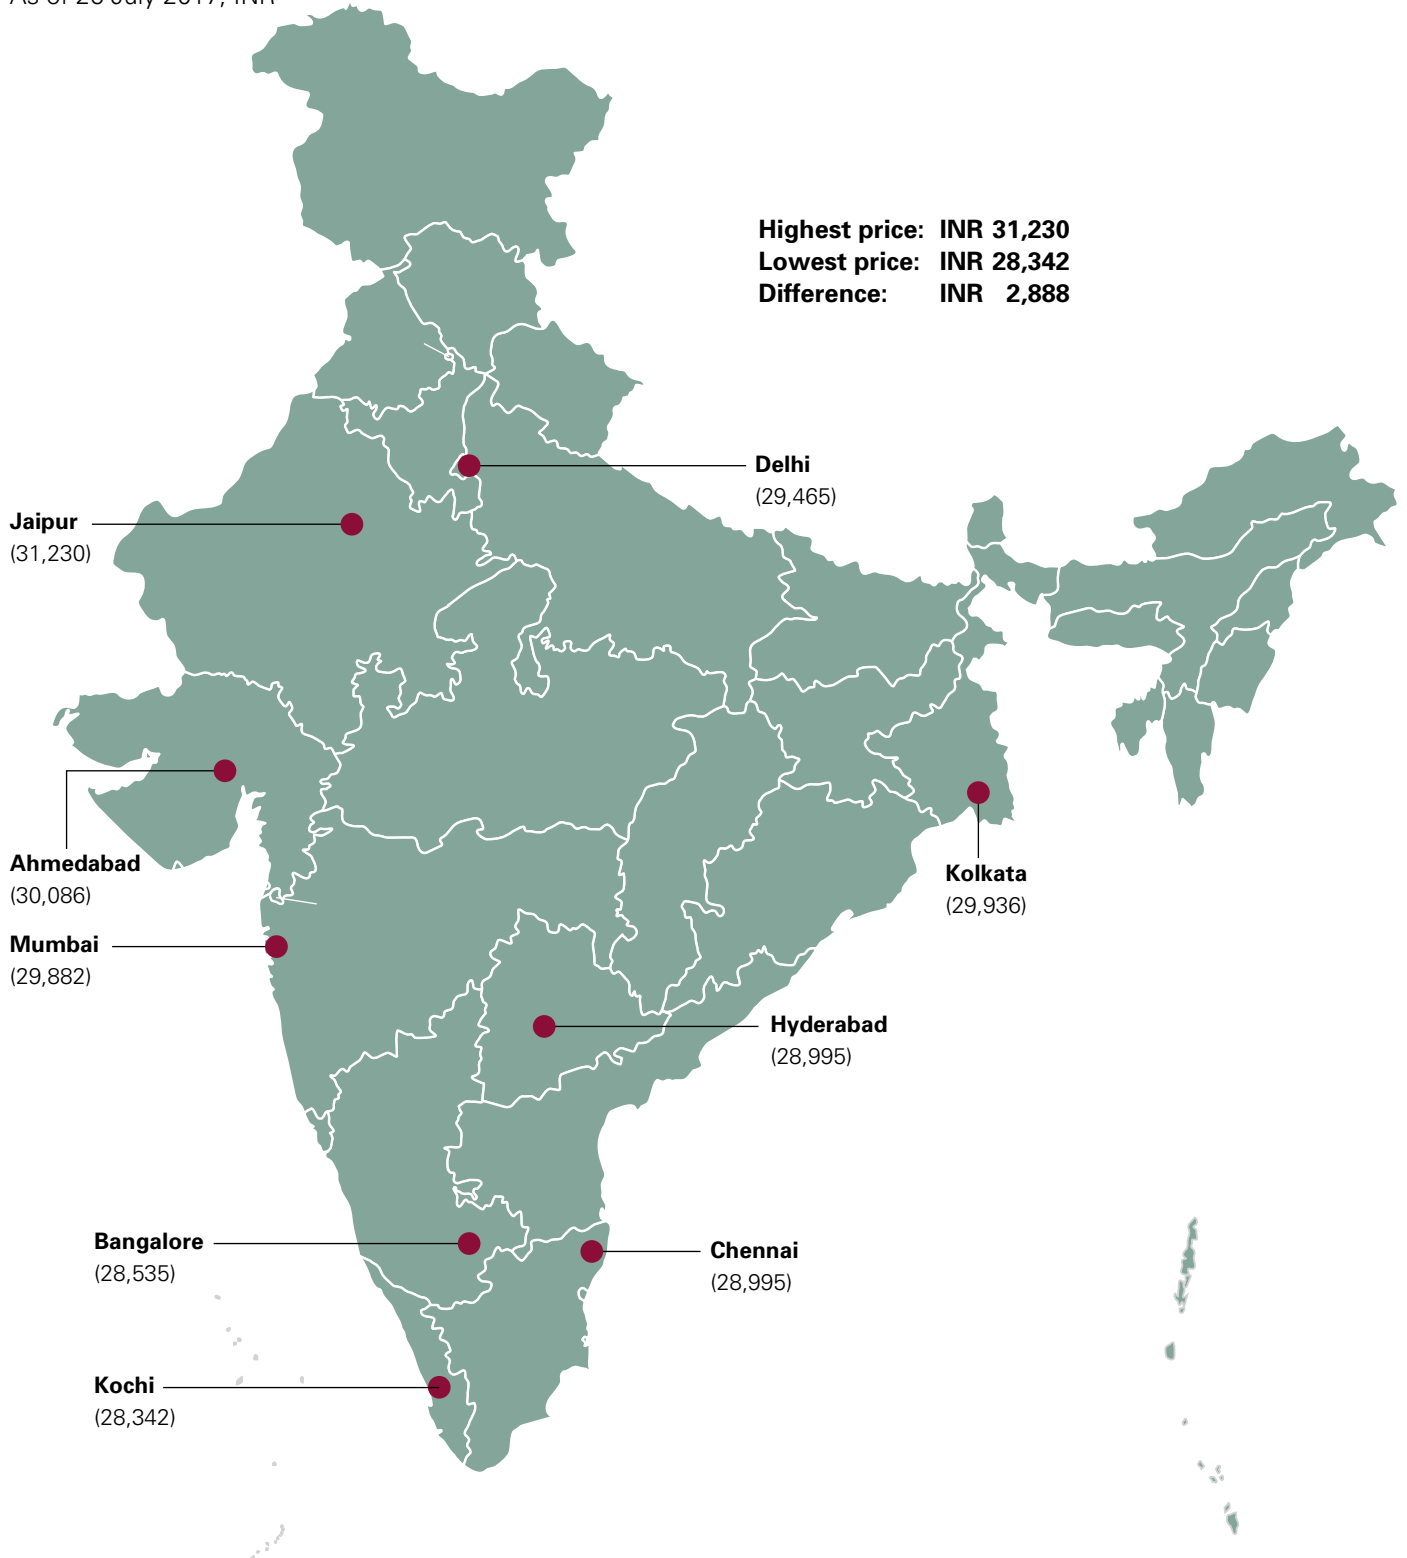 Highest price: INR 31,230
Lowest price: INR 28,342
Difference: INR 2,888
Delhi
(29,465)
Jaipur
(31,230)
Ahmedabad
(30,086)
Kolkata
(29,936)
Mumbai
(29,882)
Hyderabad
(28,995)
Bangalore
(28,535)
Chennai
(28,995)
Kochi
(28,342)